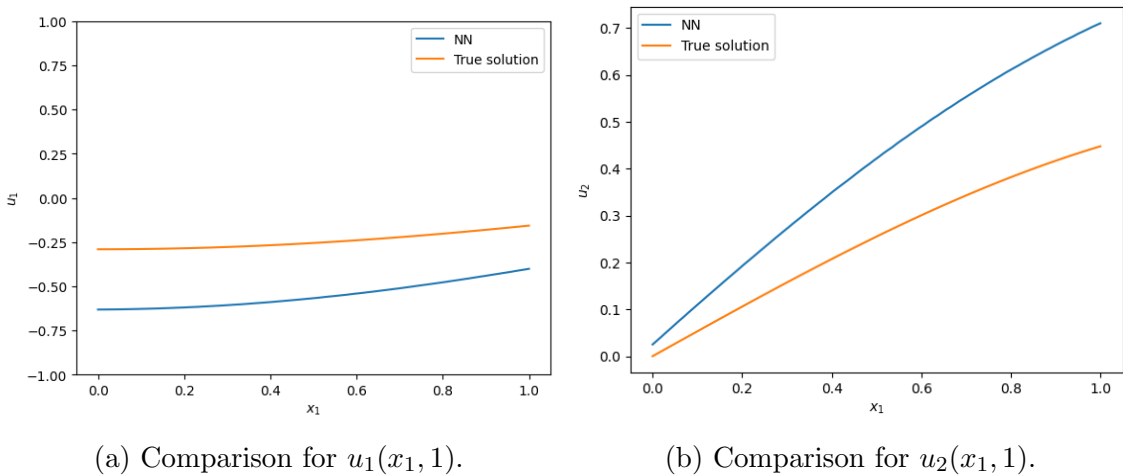 NN
True solution
1.00
0.75
0.50
0.25
0.00
−0.25
−0.50
−0.75
−1.00
u₁
0.0 0.2 0.4 0.6 0.8 1.0
x₁
(a) Comparison for u₁(x₁, 1).
NN
True solution
0.7
0.6
0.5
0.4
0.3
0.2
0.1
0.0
u₂
0.0 0.2 0.4 0.6 0.8 1.0
x₁
(b) Comparison for u₂(x₁, 1).